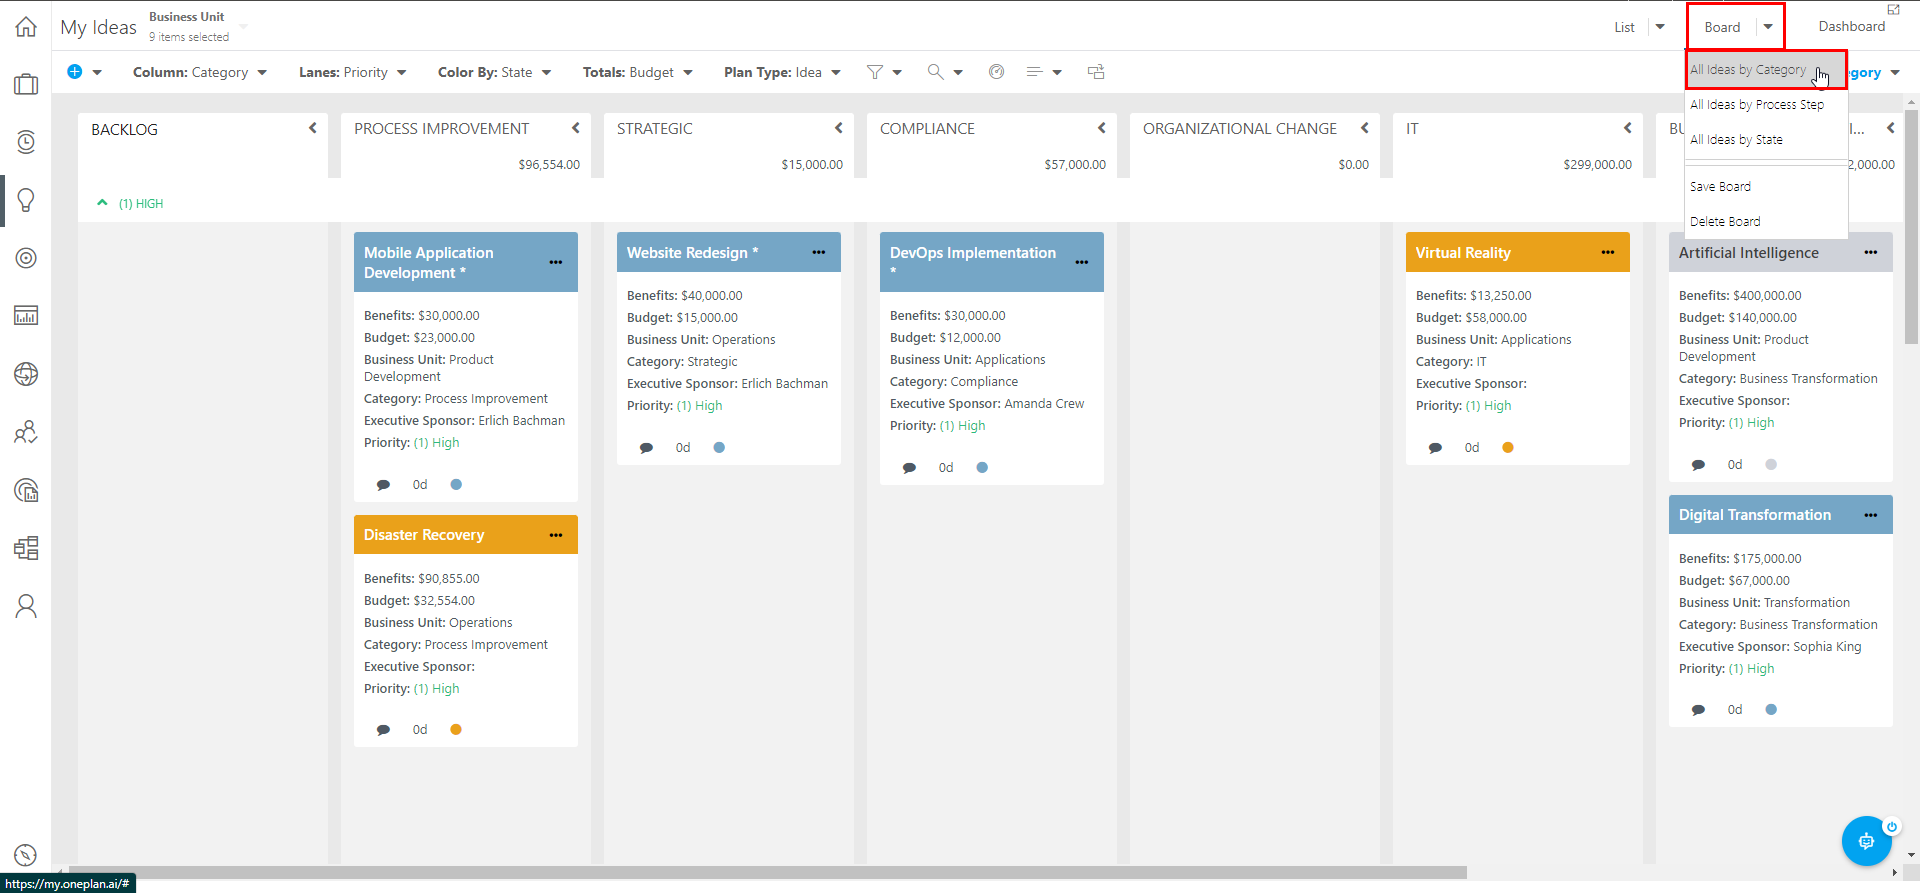 My Ideas
Business Unit
9 items selected
List
Board
Dashboard
Column: Category
Lanes: Priority
Color By: State
Totals: Budget
Plan Type: Idea
gory
All Ideas by Category
All Ideas by Process Step
All Ideas by State
Save Board
Delete Board
BACKLOG
PROCESS IMPROVEMENT
$96,554.00
STRATEGIC
$15,000.00
COMPLIANCE
$57,000.00
ORGANIZATIONAL CHANGE
$0.00
IT
$299,000.00
I...
2,000.00
(1) HIGH
Mobile Application
Development *
Benefits: $30,000.00
Budget: $23,000.00
Business Unit: Product
Development
Category: Process Improvement
Executive Sponsor: Erlich Bachman
Priority: (1) High
0d
Disaster Recovery
Benefits: $90,855.00
Budget: $32,554.00
Business Unit: Operations
Category: Process Improvement
Executive Sponsor:
Priority: (1) High
0d
Website Redesign *
Benefits: $40,000.00
Budget: $15,000.00
Business Unit: Operations
Category: Strategic
Executive Sponsor: Erlich Bachman
Priority: (1) High
0d
DevOps Implementation
*
Benefits: $30,000.00
Budget: $12,000.00
Business Unit: Applications
Category: Compliance
Executive Sponsor: Amanda Crew
Priority: (1) High
0d
Virtual Reality
Benefits: $13,250.00
Budget: $58,000.00
Business Unit: Applications
Category: IT
Executive Sponsor:
Priority: (1) High
0d
Artificial Intelligence
Benefits: $400,000.00
Budget: $140,000.00
Business Unit: Product
Development
Category: Business Transformation
Executive Sponsor:
Priority: (1) High
0d
Digital Transformation
Benefits: $175,000.00
Budget: $67,000.00
Business Unit: Transformation
Category: Business Transformation
Executive Sponsor: Sophia King
Priority: (1) High
0d
https://my.oneplan.ai/#